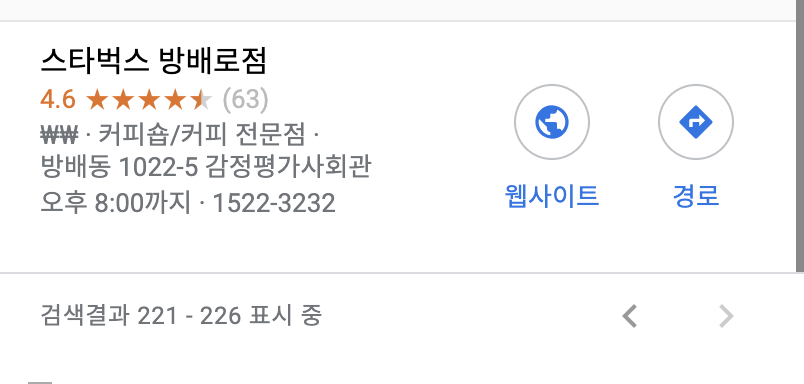 스타벅스 방배로점
4.6 ★★★★★ (63)
₩₩ · 커피숍/커피 전문점 ·
방배동 1022-5 감정평가사회관
오후 8:00까지 · 1522-3232
웹사이트
경로
검색결과 221 - 226 표시 중